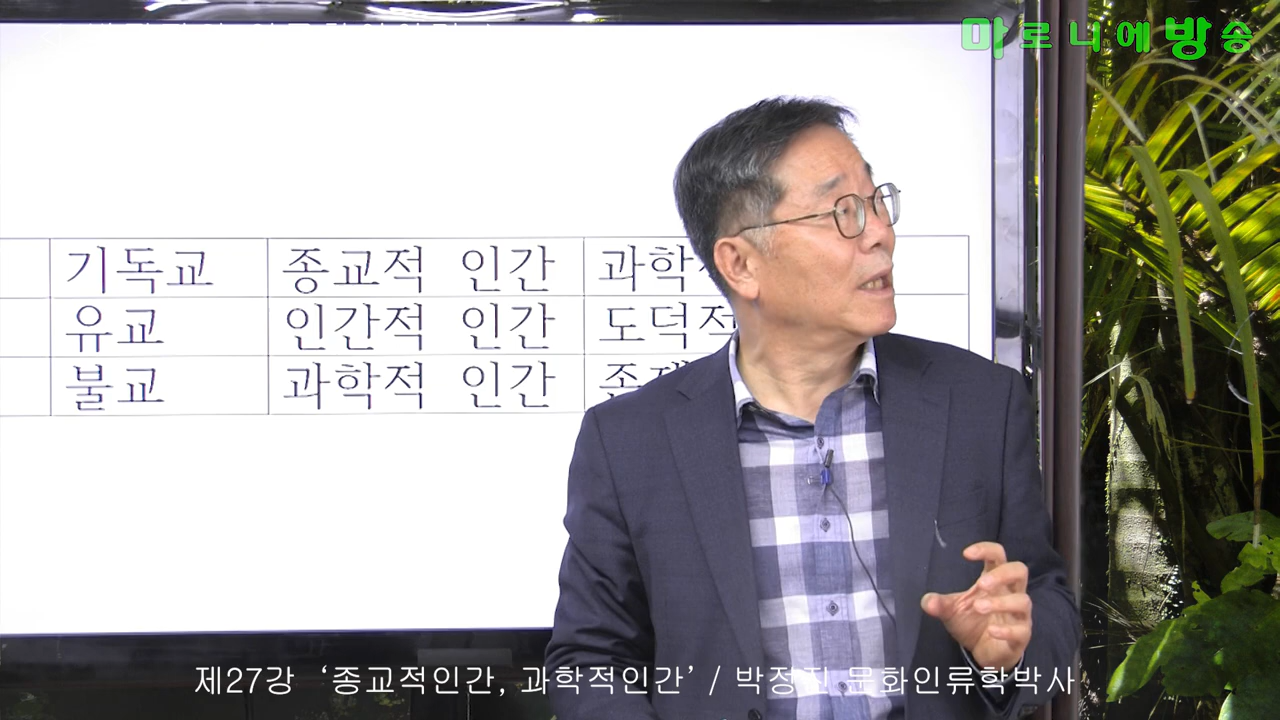 마로니에방송
기독교 종교적 인간 과학
유교 인간적 인간 도덕적
불교 과학적 인간
제27강 ‘종교적인간, 과학적인간’ / 박정진 문화인류학박사